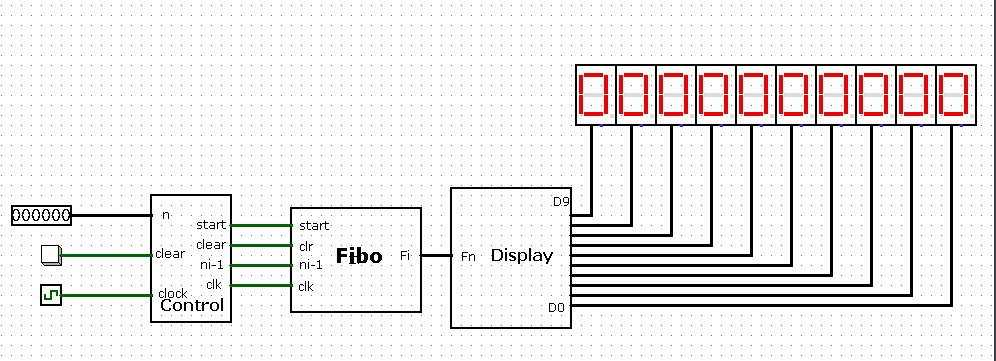 0000000000
D9
000000
n
start
start
clear
clr
clear
Fibo
Fi
Fn
Display
ni-1
ni-1
clk
clk
clock
Control
D0